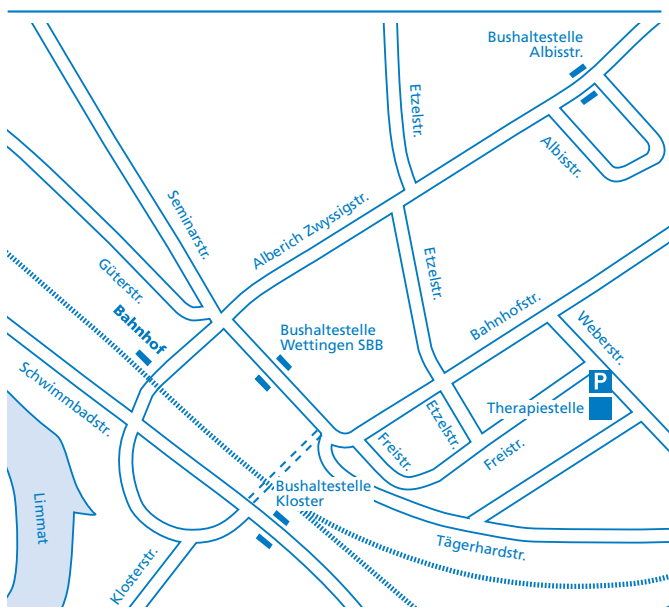 Bushaltestelle
Albisstr.
Etzelstr.
Albisstr.
Seminarstr.
Alberich Zwyssigstr.
Etzelstr.
Güterstr.
Bahnhof
Bushaltestelle
Wettingen SBB
Bahnhofstr.
Weberstr.
Schwimmbadstr.
P
Therapiestelle
Etzelstr.
Freistr.
Freistr.
Bushaltestelle
Kloster
Limmat
Tägerhardstr.
Klosterstr.